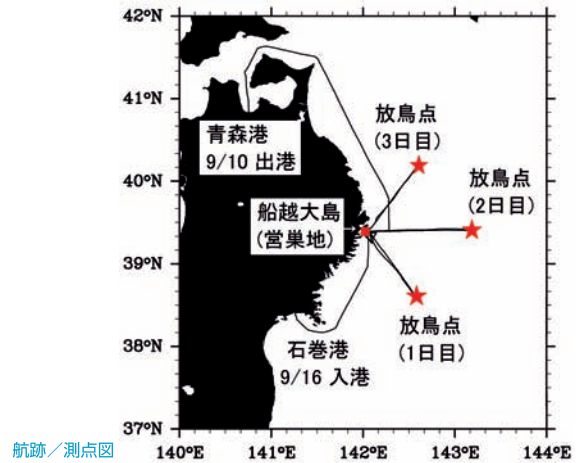 42°N
41°N
40°N
39°N
38°N
37°N
140°E
141°E
142°E
143°E
144°E
青森港
9/10 出港
放鳥点
(3日目)
放鳥点
(2日目)
船越大島
(営巣地)
放鳥点
(1日目)
石巻港
9/16 入港
航跡／測点図